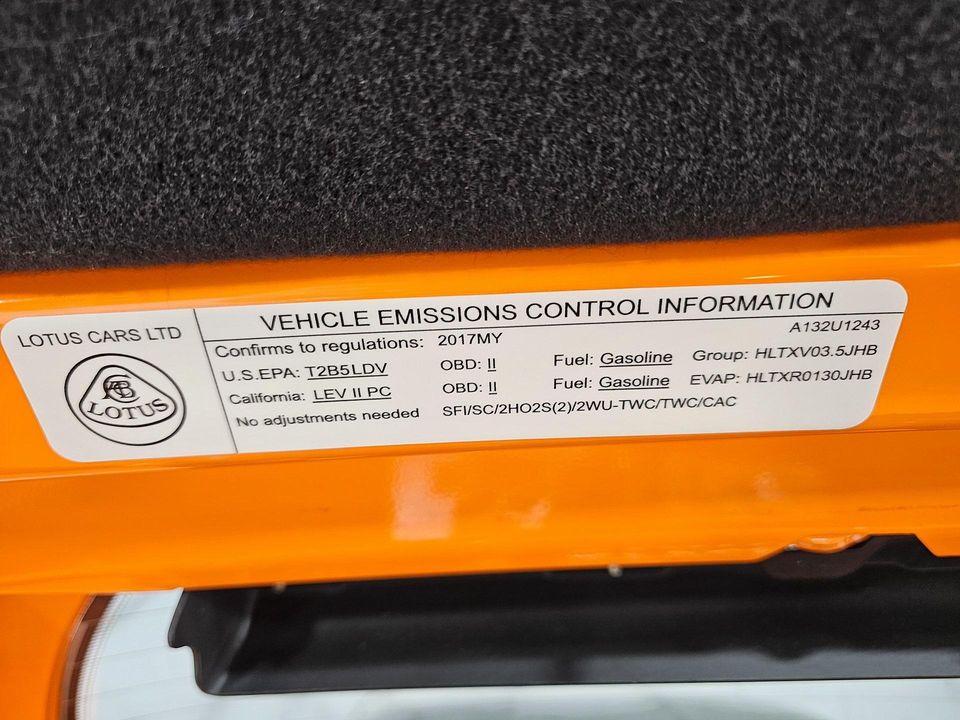 LOTUS CARS LTD
LOTUS
VEHICLE EMISSIONS CONTROL INFORMATION
Confirms to regulations: 2017MY A132U1243
U.S.EPA: T2B5LDV OBD: II Fuel: Gasoline Group: HLTXV03.5JHB
California: LEV II PC OBD: II Fuel: Gasoline EVAP: HLTXR0130JHB
No adjustments needed SFI/SC/2HO2S(2)/2WU-TWC/TWC/CAC